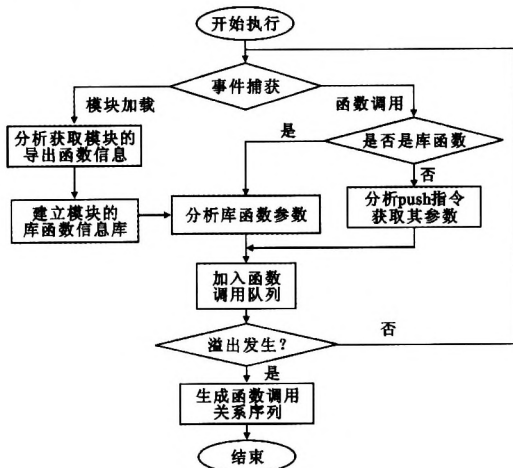 开始执行
事件捕获
模块加载
函数调用
分析获取模块的
导出函数信息
是
是否是库函数
否
建立模块的
库函数信息库
分析库函数参数
分析push指令
获取其参数
加入函数
调用队列
溢出发生?
否
是
生成函数调用
关系序列
结束